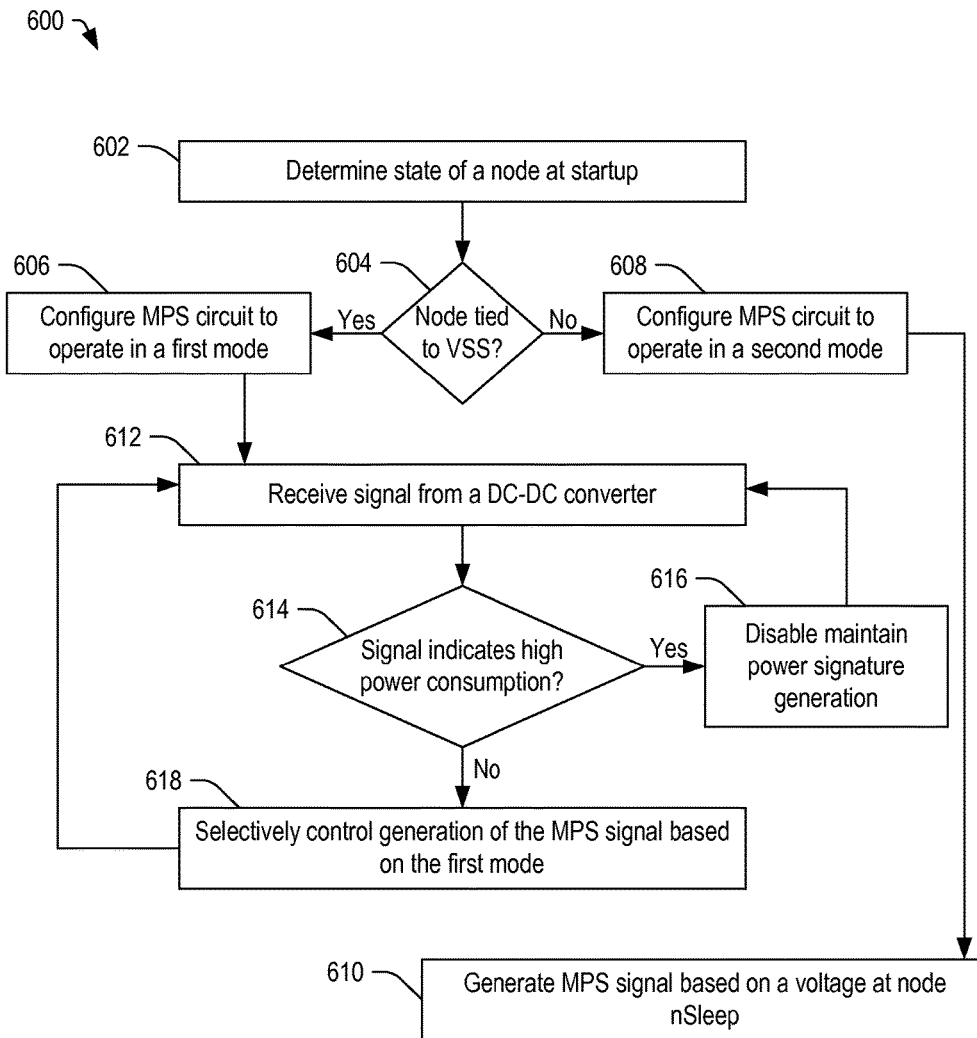 600
602
Determine state of a node at startup
606
604
608
Configure MPS circuit to
operate in a first mode
Yes
Node tied
to VSS?
No
Configure MPS circuit to
operate in a second mode
612
Receive signal from a DC-DC converter
614
Signal indicates high
power consumption?
Yes
616
Disable maintain
power signature
generation
No
618
Selectively control generation of the MPS signal based
on the first mode
610
Generate MPS signal based on a voltage at node
nSleep